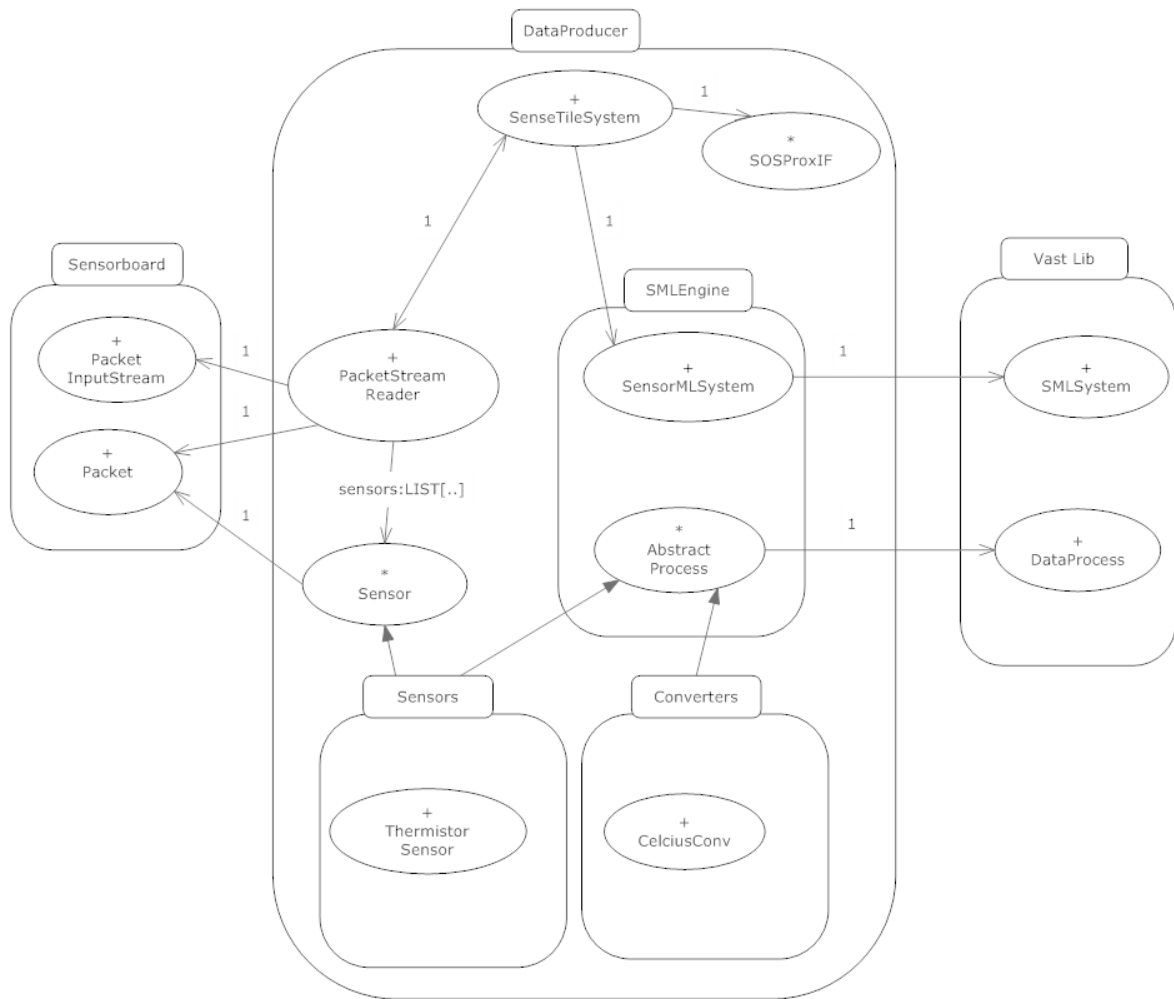 DataProducer
+
SenseTileSystem
1
*
SOSProxIF
1
1
Sensorboard
SMLEngine
Vast Lib
+
Packet
InputStream
1
+
PacketStream
Reader
+
SensorMLSystem
1
+
SMLSystem
1
+
Packet
sensors:LIST[..]
1
*
Sensor
*
Abstract
Process
1
+
DataProcess
Sensors
Converters
+
Thermistor
Sensor
+
CelciusConv